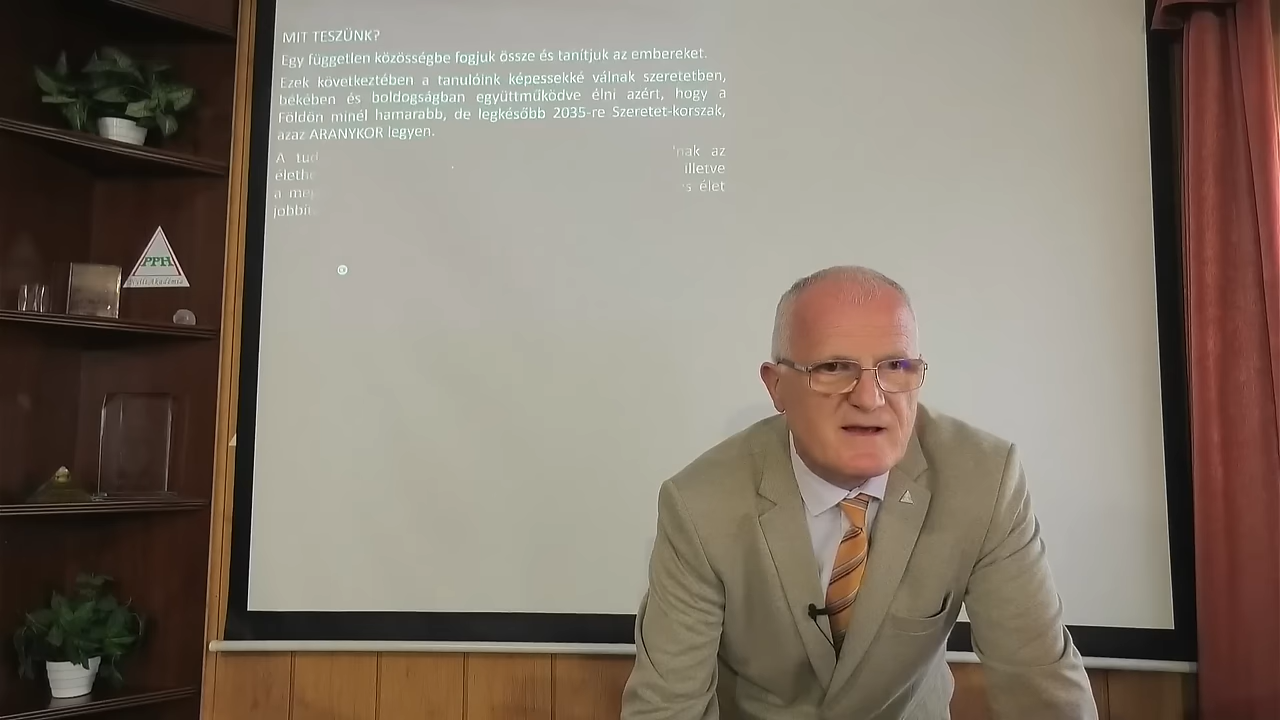 MIT TESZÜNK?
Egy független közösségbe fogjuk össze és tanítjuk az embereket.
Ezek következtében a tanulóink képessekké válnak szeretetben,
békében és boldogságban együttműködve élni azért, hogy a
Földön minél hamarabb, de legkésőbb 2035-re Szeretet-korszak,
azaz ARANYKOR legyen.
A az
illetve
a élet
PPH